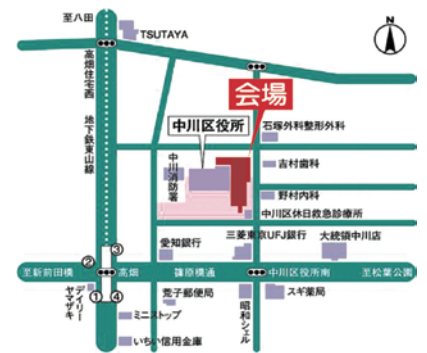 至八田
TSUTAYA
N
高畑住宅西
地下鉄東山線
会場
中川区役所
石塚外科整形外科
中川消防署
吉村歯科
野村内科
中川区休日救急診療所
愛知銀行
三菱東京UFJ銀行
大統領中川店
③
②
至新前田橋
高畑
篠原橋通
中川区役所南
至松葉公園
①
④
デイリー
ヤマザキ
荒子郵便局
昭和シェル
スギ薬局
ミニストップ
いちい信用金庫